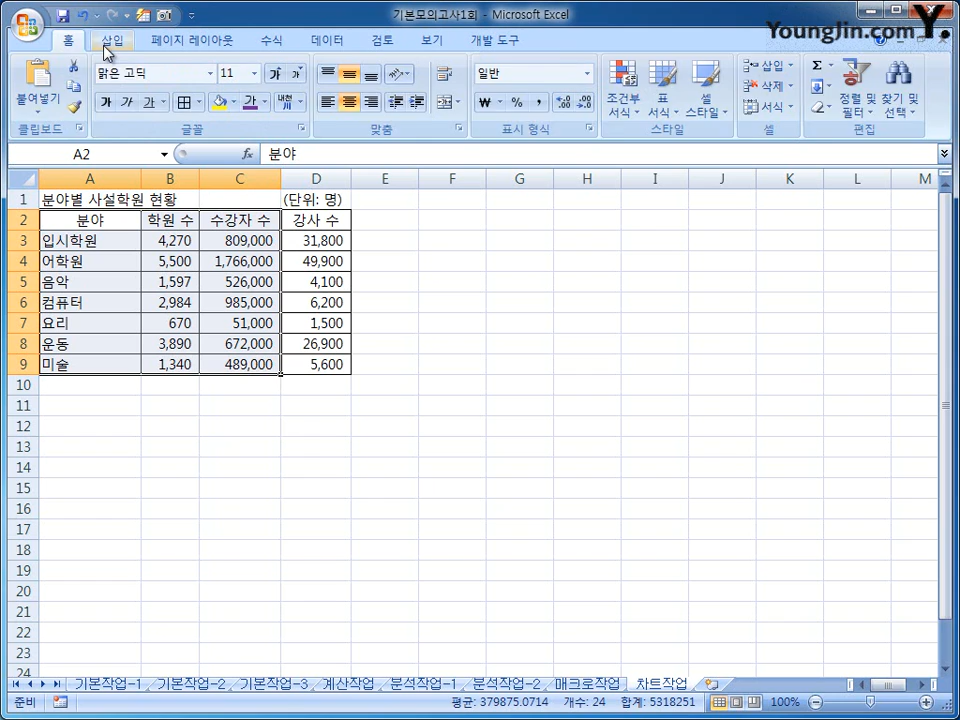 기본모의고사1회 - Microsoft Excel
Younglin.com Y.
홈 삽입 페이지 레이아웃 수식 데이터 검토 보기 개발 도구
붙여넣기
맑은 고딕 11 가 가 일반
가 가 가 가 내천 % , .00 .0
조건부 서식 표 서식 셀 스타일
삽입 삭제 서식
Σ 정렬 및 필터 찾기 및 선택
클립보드 글꼴 맞춤 표시 형식 스타일 셀 편집
A2 fx 분야
A B C D E F G H I J K L M
1 분야별 사설학원 현황 (단위: 명)
2 분야 학원 수 수강자 수 강사 수
3 입시학원 4,270 809,000 31,800
4 어학원 5,500 1,766,000 49,900
5 음악 1,597 526,000 4,100
6 컴퓨터 2,984 985,000 6,200
7 요리 670 51,000 1,500
8 운동 3,890 672,000 26,900
9 미술 1,340 489,000 5,600
10
11
12
13
14
15
16
17
18
19
20
21
22
23
24
기본작업-1 기본작업-2 기본작업-3 계산작업 분석작업-1 분석작업-2 매크로작업 차트작업
준비 평균: 379875.0714 개수: 24 합계: 5318251 100%